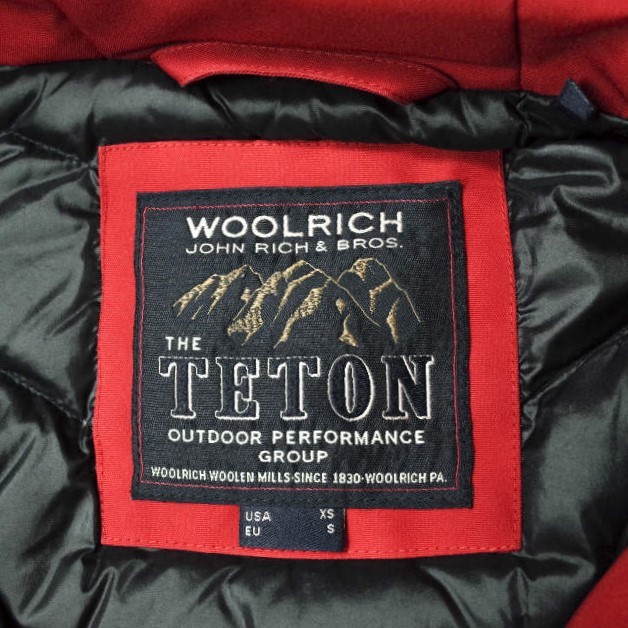 WOOLRICH
JOHN RICH & BROS.
THE
TETON
OUTDOOR PERFORMANCE
GROUP
WOOLRICH WOOLEN MILLS·SINCE 1830·WOOLRICH PA.
USA XS
EU S